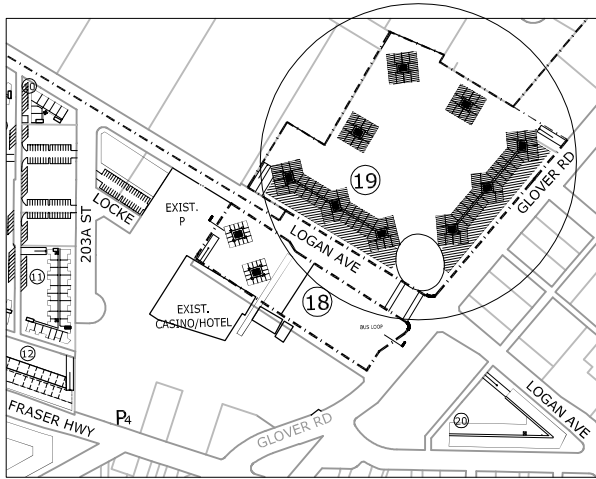 GLOVER RD
19
LOCKE
EXIST.
P
203A ST
LOGAN AVE
11
18
EXIST.
CASINO/HOTEL
BUS LOOP
12
LOGAN AVE
P4
FRASER HWY
GLOVER RD
20